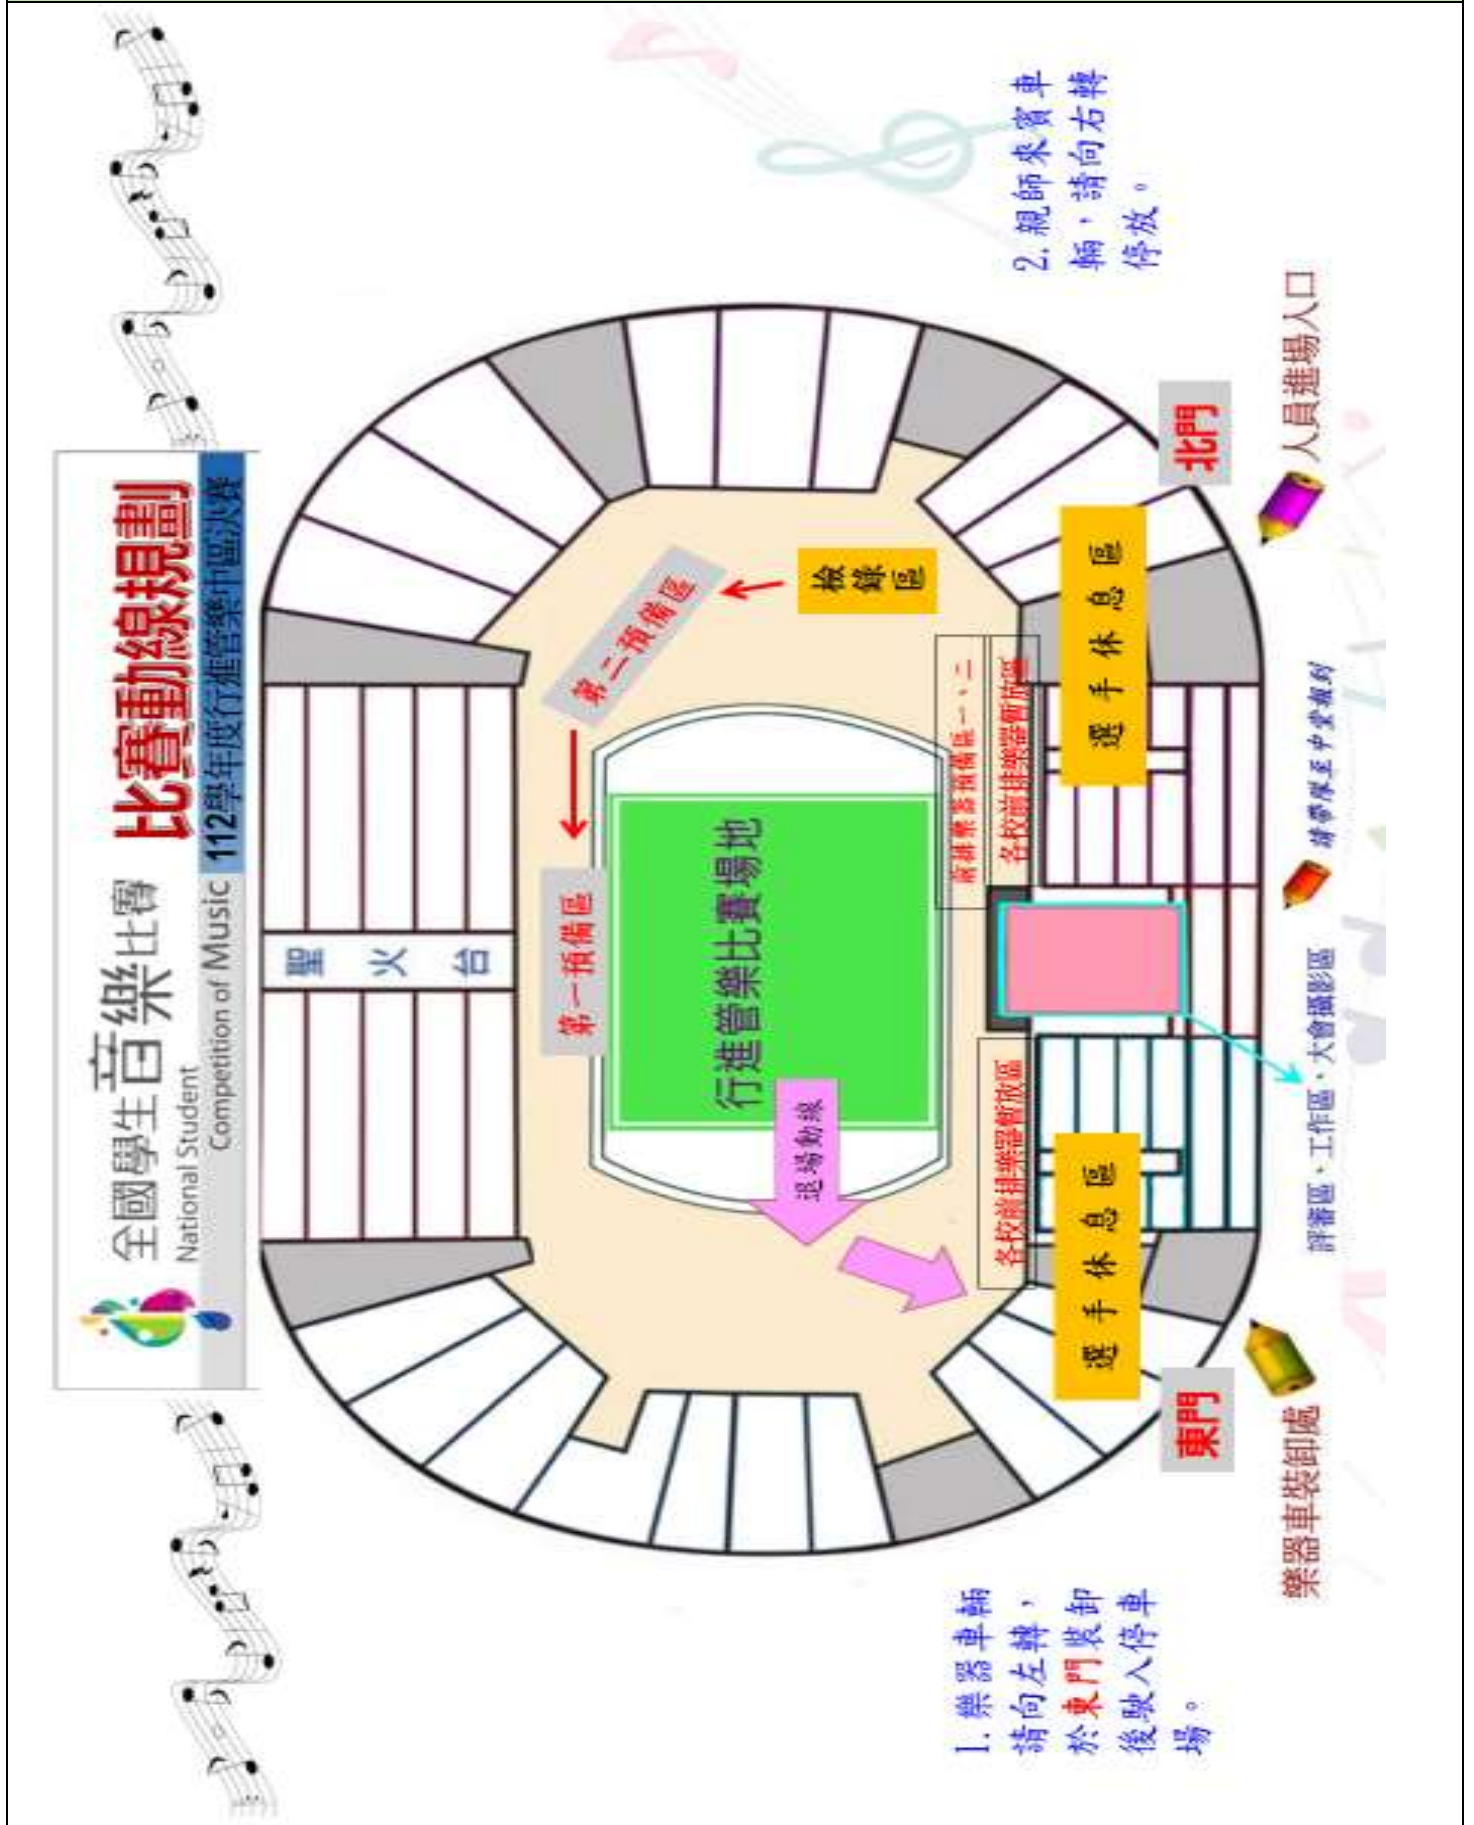 全國學生音樂比賽
National Student
Competition of Music
比賽動線規劃
112學年度行進管樂中區決賽
聖火台
第一預備區
第二預備區
檢錄
區
行進管樂比賽場地
退場動線
前排樂器預備區一、二
各校前排樂器暫放區
各校前排樂器暫放區
選手休息區
選手休息區
東門
北門
1.樂器車輛
請向左轉，
於東門裝卸
後駛入停車
場。
2.親師來賓車
輛，請向右轉
停放。
樂器車裝卸處
評審區、工作區、大會攝影區
請帶隊至中堂報到
人員進場入口